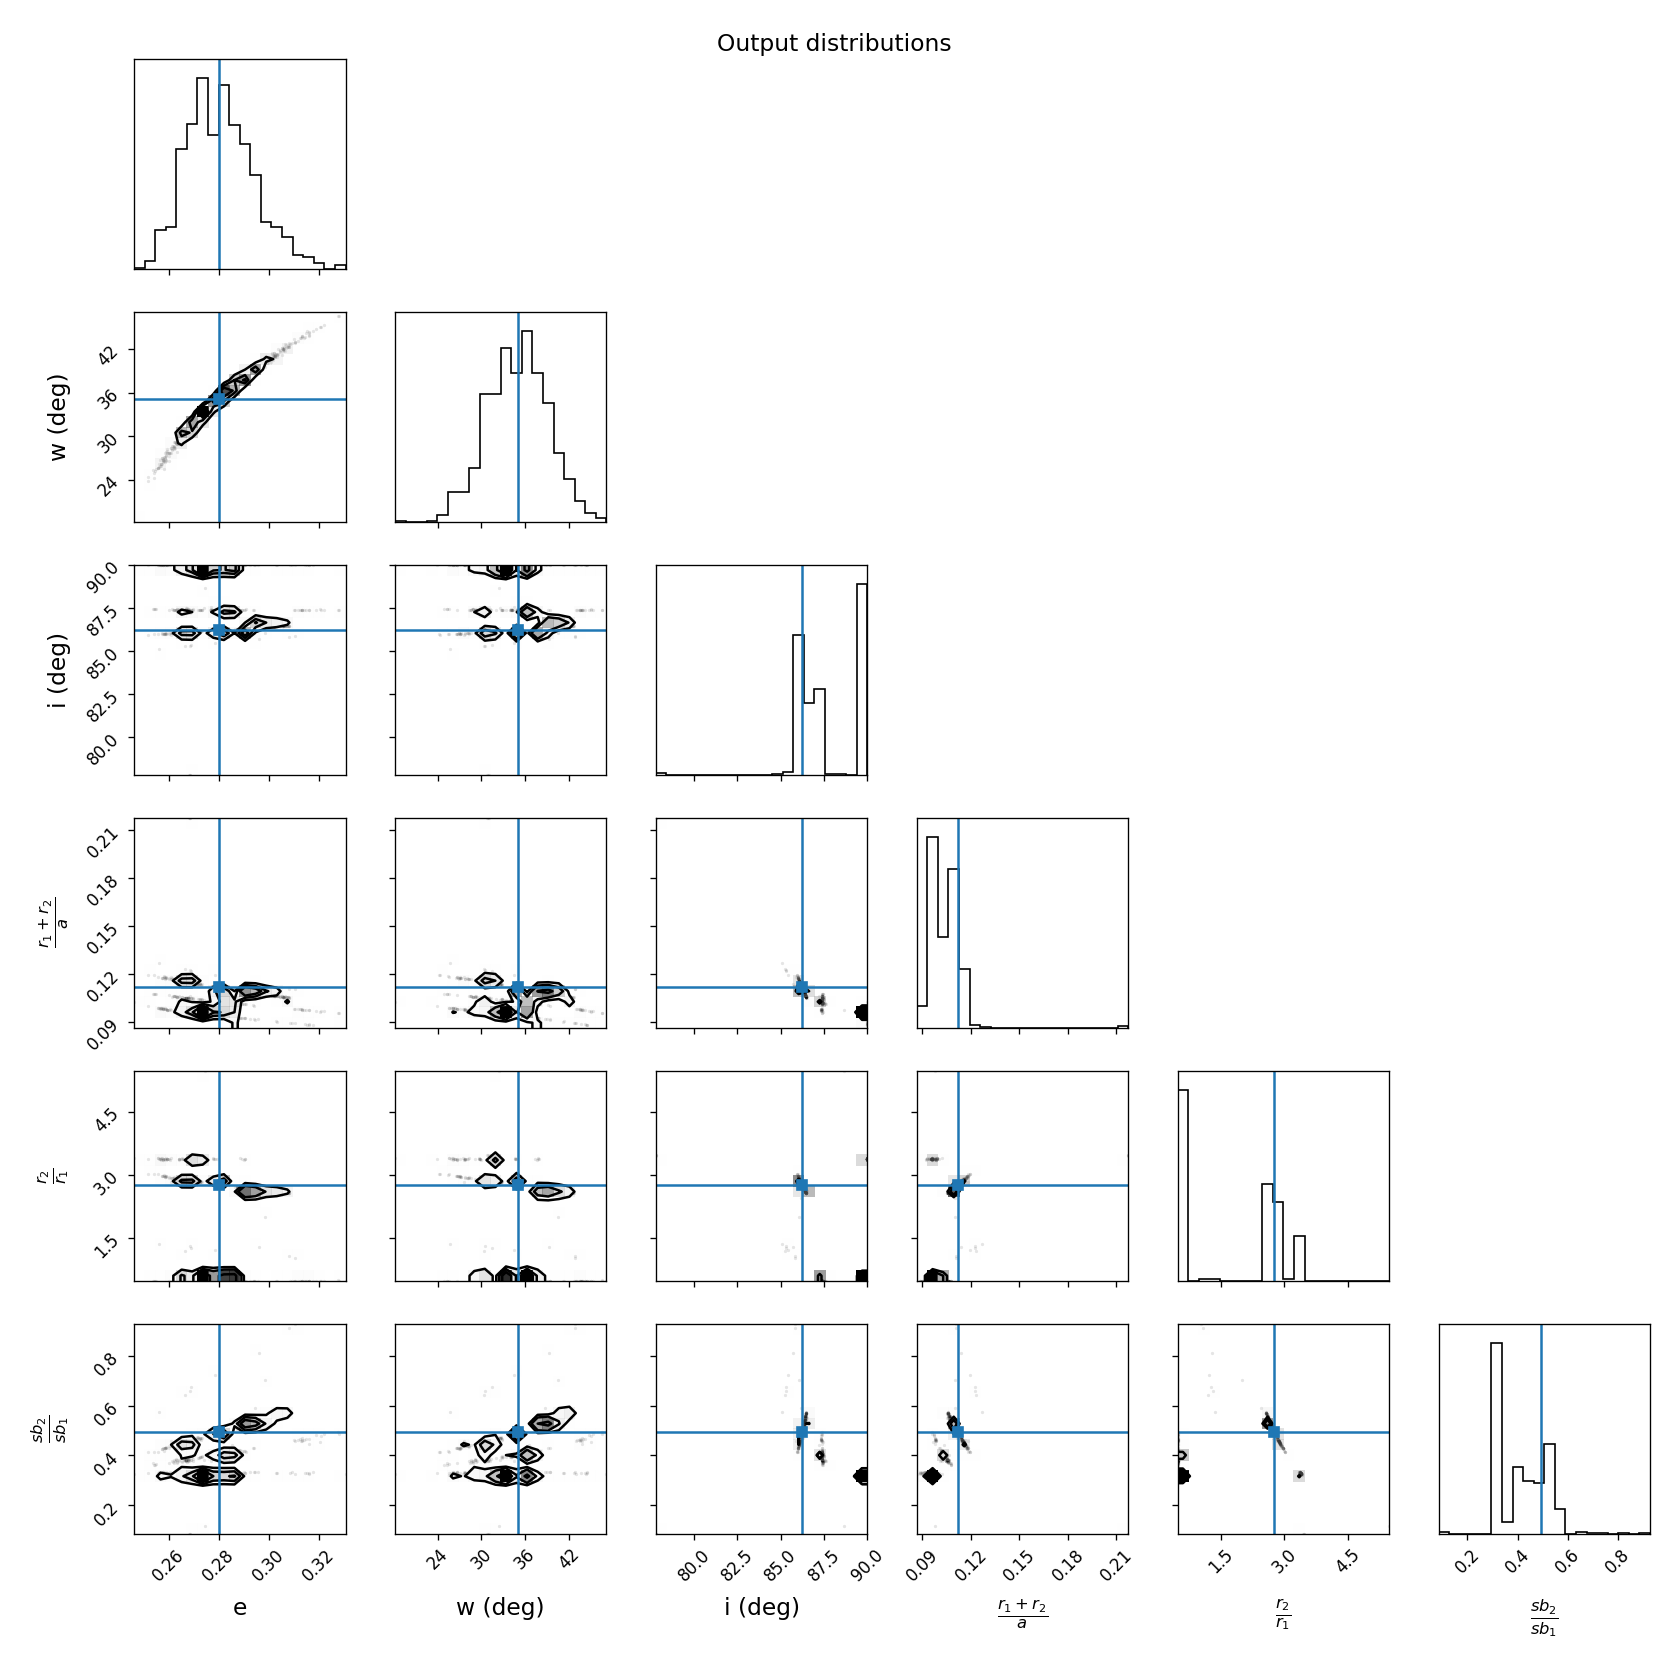 Output distributions
w (deg)
42
36
30
24
i (deg)
90.0
87.5
85.0
82.5
80.0
r₁ + r₂
a
0.21
0.18
0.15
0.12
0.09
r₂
r₁
4.5
3.0
1.5
sb₂
sb₁
0.8
0.6
0.4
0.2
0.26 0.28 0.30 0.32
24 30 36 42
80.0 82.5 85.0 87.5 90.0
0.09 0.12 0.15 0.18 0.21
1.5 3.0 4.5
0.2 0.4 0.6 0.8
e
w (deg)
i (deg)
r₁ + r₂
a
r₂
r₁
sb₂
sb₁